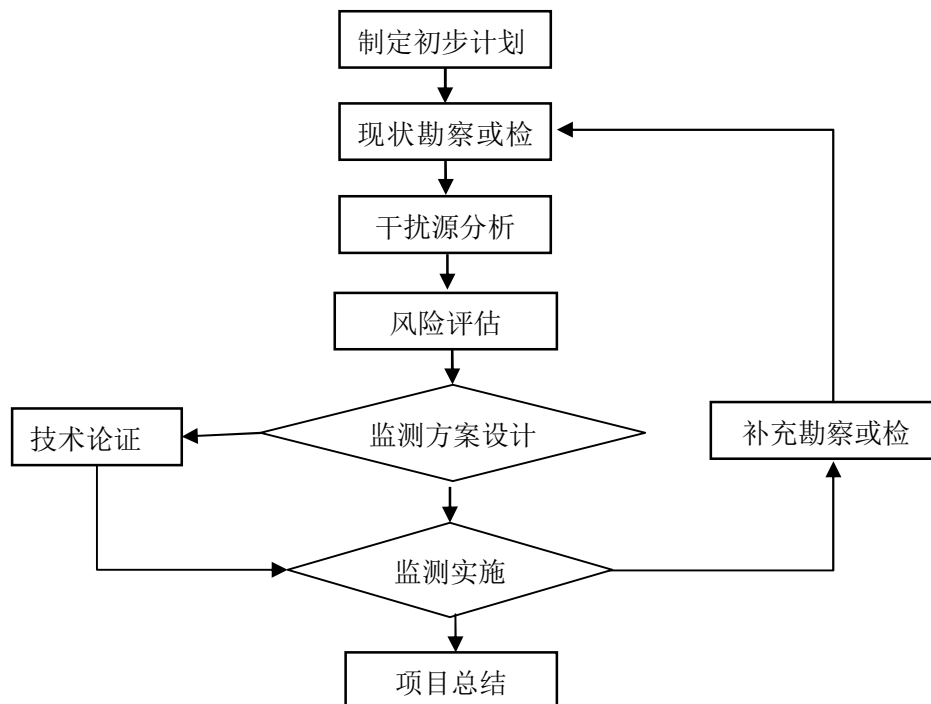 制定初步计划
现状勘察或检
干扰源分析
风险评估
监测方案设计
技术论证
补充勘察或检
监测实施
项目总结